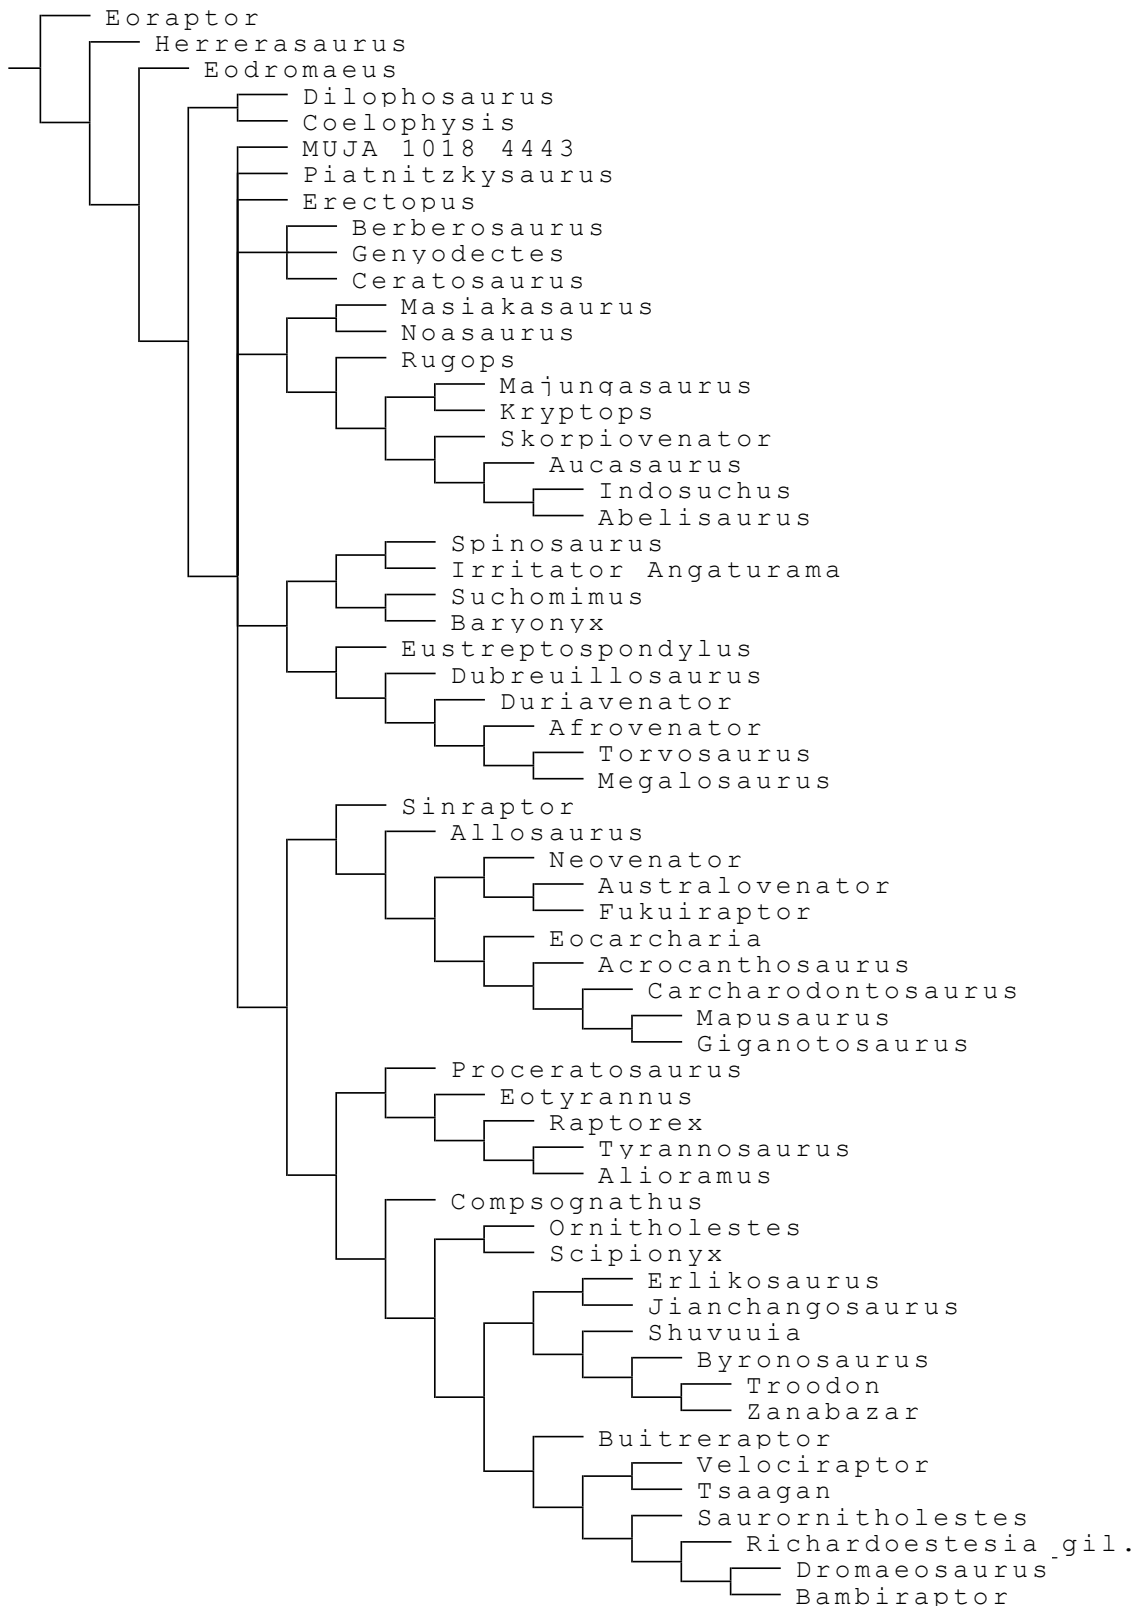 Eoraptor
Herrerasaurus
Eodromaeus
Dilophosaurus
Coelophysis
MUJA 1018 4443
Piatnitzkysaurus
Erectopus
Berberosaurus
Genyodectes
Ceratosaurus
Masiakasaurus
Noasaurus
Rugops
Majungasaurus
Kryptops
Skorpiovenator
Aucasaurus
Indosuchus
Abelisaurus
Spinosaurus
Irritator Angaturama
Suchomimus
Baryonyx
Eustreptospondylus
Dubreuillosaurus
Duriavenator
Afrovenator
Torvosaurus
Megalosaurus
Sinraptor
Allosaurus
Neovenator
Australovenator
Fukuiraptor
Eocarcharia
Acrocanthosaurus
Carcharodontosaurus
Mapusaurus
Giganotosaurus
Proceratosaurus
Eotyrannus
Raptorex
Tyrannosaurus
Alioramus
Compsognathus
Ornitholestes
Scipionyx
Erlikosaurus
Jianchangosaurus
Shuvuuia
Byronosaurus
Troodon
Zanabazar
Buitreraptor
Velociraptor
Tsaagan
Saurornitholestes
Richardoestesia gil.
Dromaeosaurus
Bambiraptor